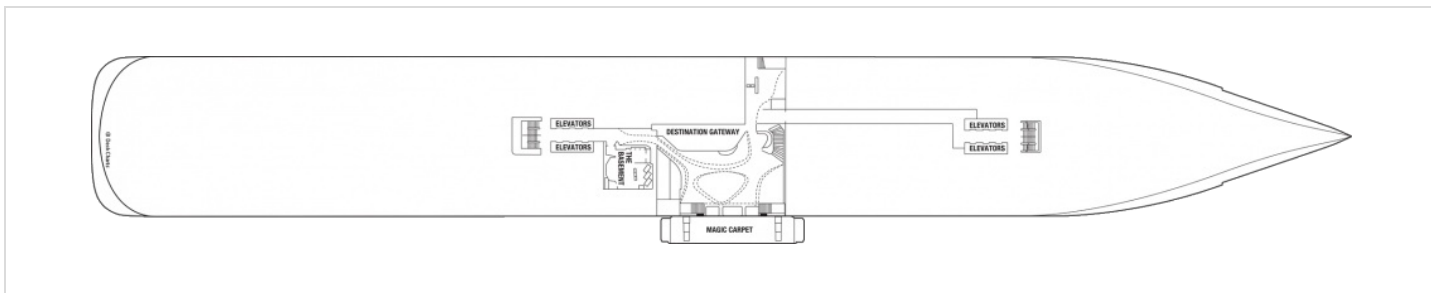 ELEVATORS
ELEVATORS
THE
BASEMENT
DESTINATION GATEWAY
MAGIC CARPET
ELEVATORS
ELEVATORS